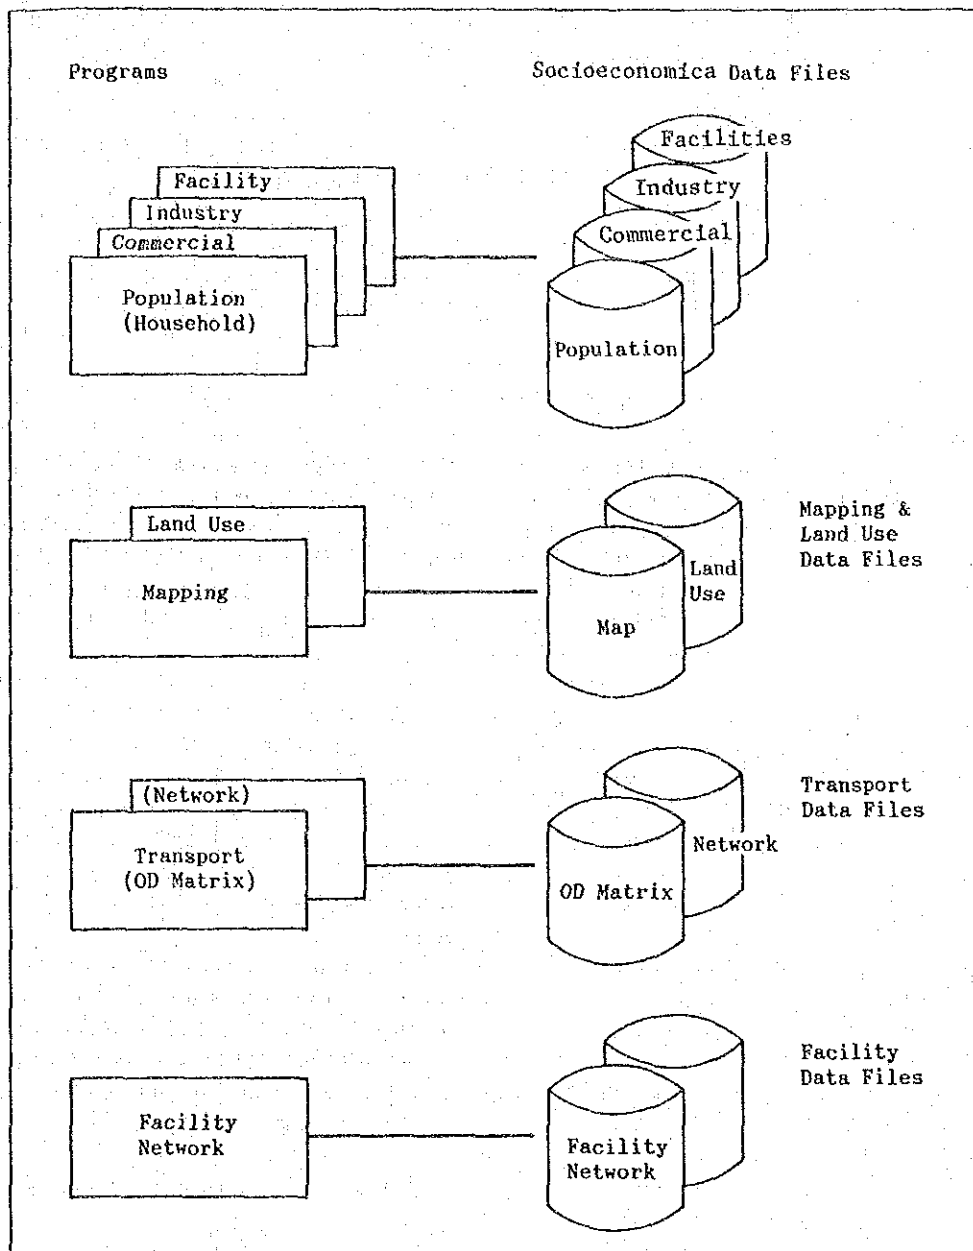 Programs
Socioeconomica Data Files
Facility
Industry
Commercial
Population
(Household)
Facilities
Industry
Commercial
Population
Land Use
Mapping
Land
Use
Map
Mapping &
Land Use
Data Files
(Network)
Transport
(OD Matrix)
Network
OD Matrix
Transport
Data Files
Facility
Network
Facility
Network
Facility
Data Files